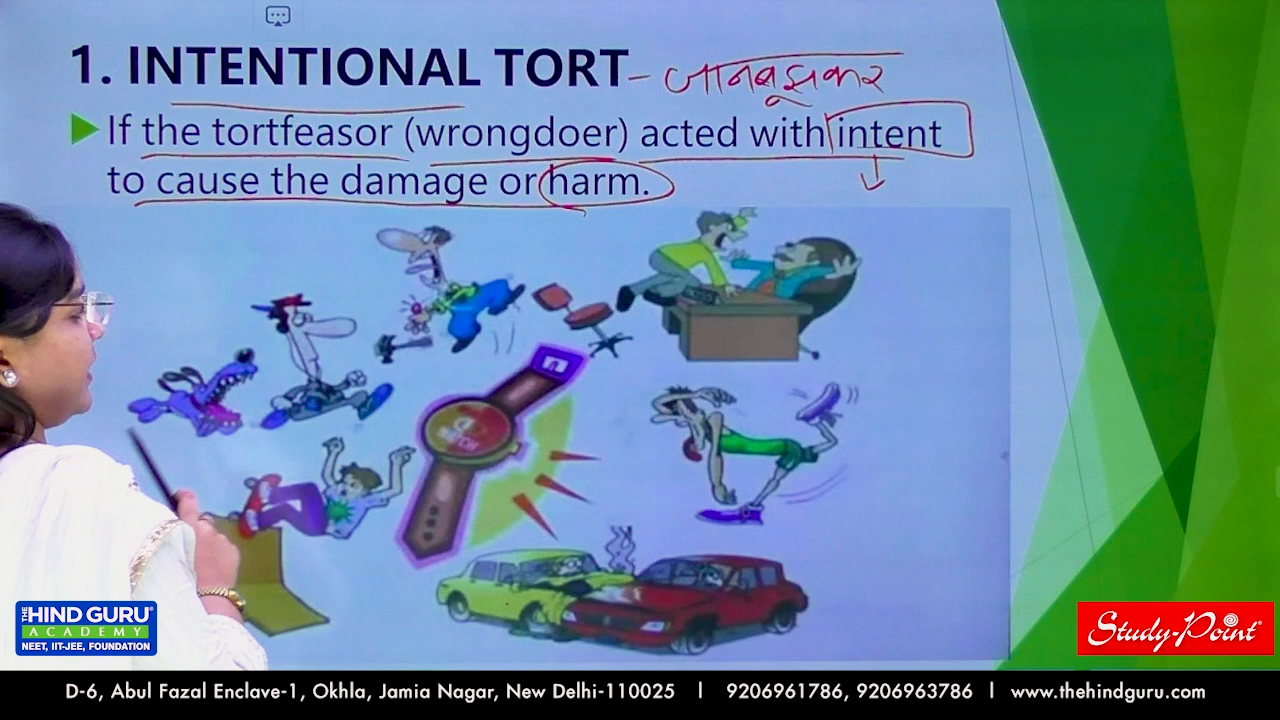 1. INTENTIONAL TORT - जानबूझकर
If the tortfeasor (wrongdoer) acted with intent
to cause the damage or harm.
THE HIND GURU®
ACADEMY
NEET, IIT-JEE, FOUNDATION
Study-Point®
D-6, Abul Fazal Enclave-1, Okhla, Jamia Nagar, New Delhi-110025 | 9206961786, 9206963786 | www.thehindguru.com